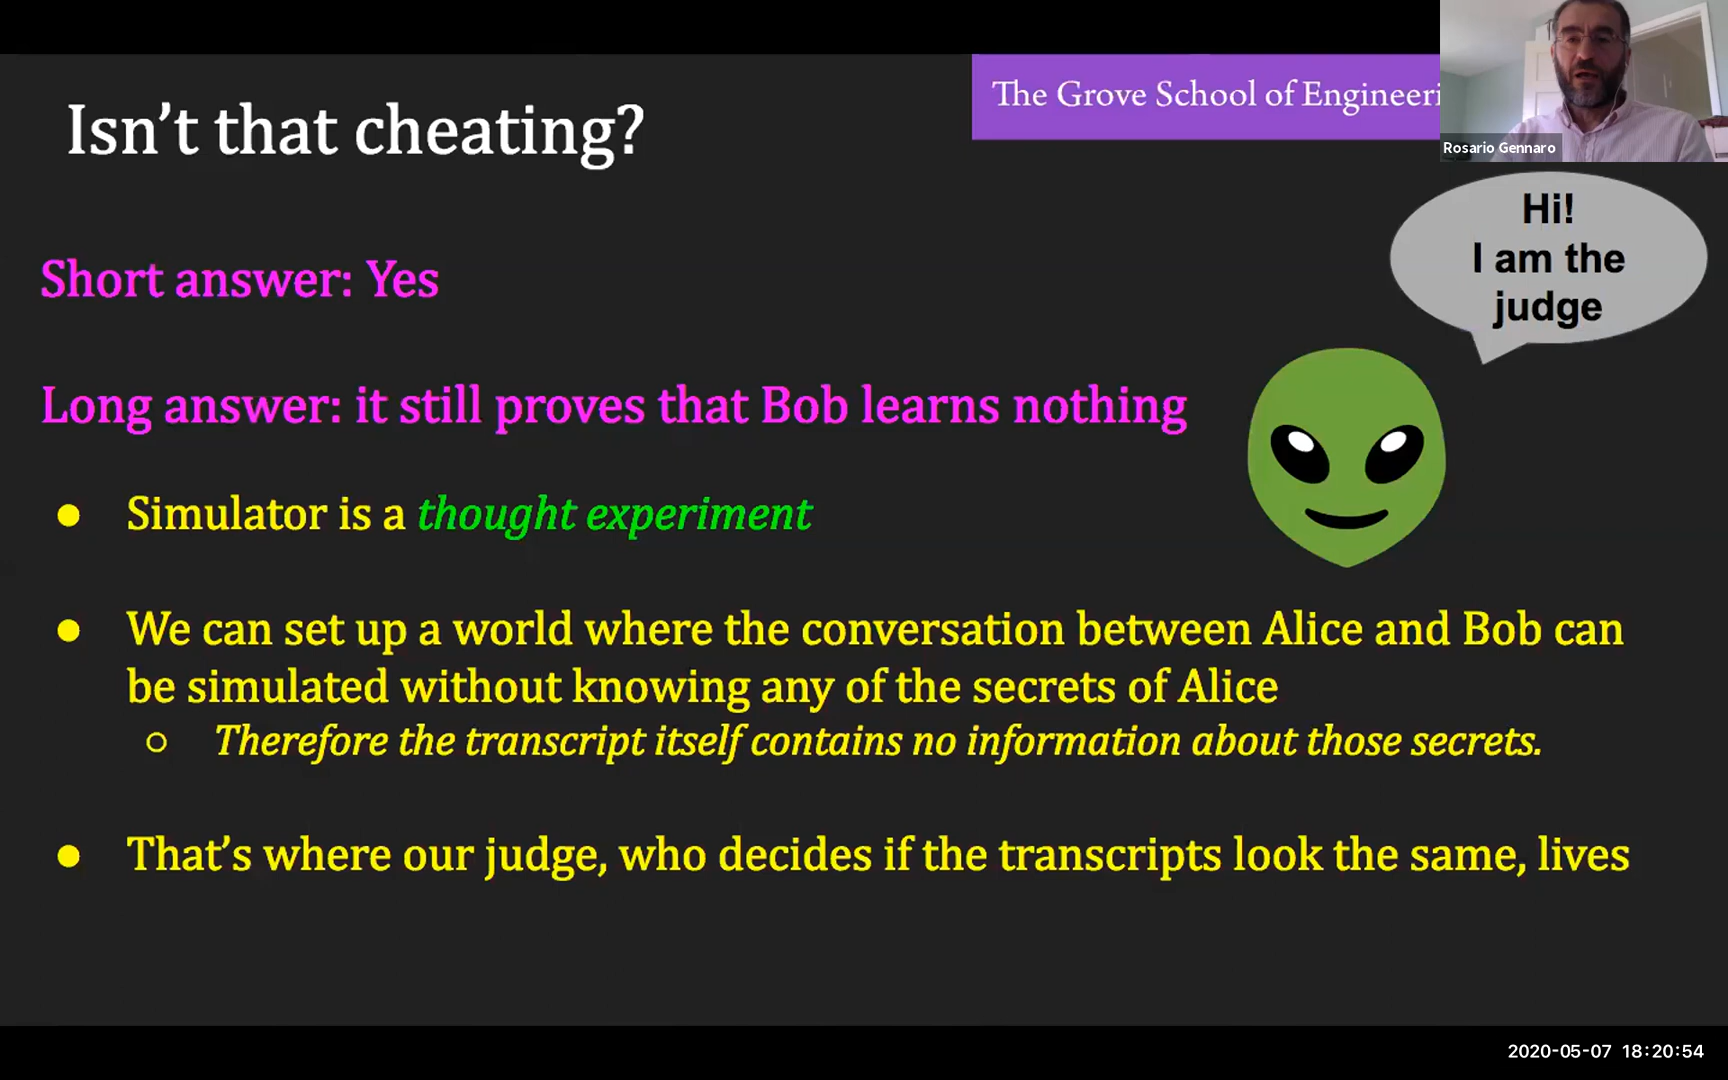 Isn't that cheating?
The Grove School of Engineeri
Rosario Gennaro
Hi!
I am the
judge
Short answer: Yes
Long answer: it still proves that Bob learns nothing
● Simulator is a thought experiment
● We can set up a world where the conversation between Alice and Bob can
be simulated without knowing any of the secrets of Alice
○ Therefore the transcript itself contains no information about those secrets.
● That's where our judge, who decides if the transcripts look the same, lives
2020-05-07 18:20:54